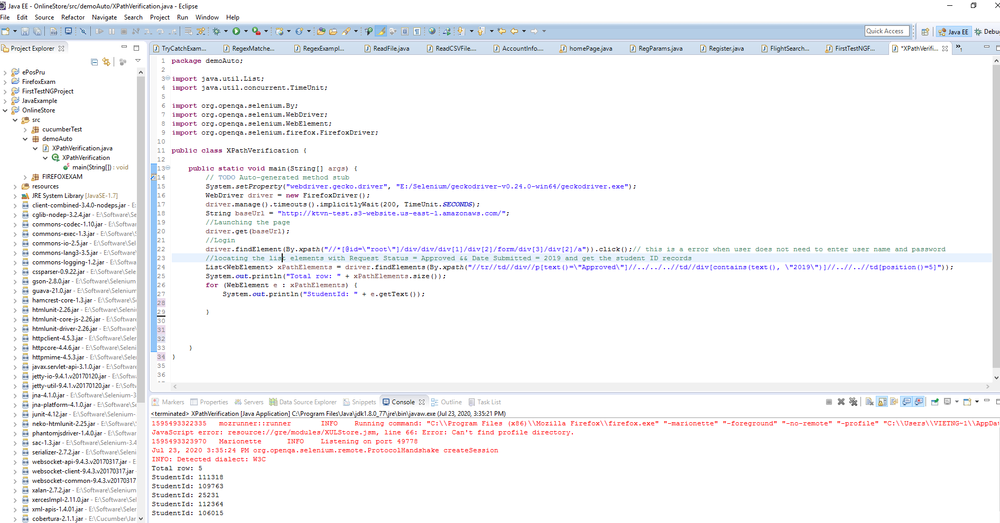 Java EE - OnlineStore/src/demoAuto/XPathVerification.java - Eclipse
File Edit Source Refactor Navigate Search Project Run Window Help
Quick Access
Java EE
Debu
Project Explorer
ePosPru
FirefoxExam
FirstTestNGProject
JavaExample
OnlineStore
src
cucumberTest
demoAuto
XPathVerification.java
XPathVerification
main(String[]) : void
FIREFOXEXAM
resources
JRE System Library [JavaSE-1.7]
client-combined-3.4.0-nodeps.jar - E:
cglib-nodep-3.2.4.jar - E:\Software\Se
commons-codec-1.10.jar - E:\Softwar
commons-exec-1.3.jar - E:\Software\S
commons-io-2.5.jar - E:\Software\Sele
commons-lang3-3.5.jar - E:\Software\
commons-logging-1.2.jar - E:\Softwar
cssparser-0.9.22.jar - E:\Software\Sele
gson-2.8.0.jar - E:\Software\Selenium
guava-21.0.jar - E:\Software\Selenium
hamcrest-core-1.3.jar - E:\Software\S
htmlunit-2.26.jar - E:\Software\Seleni
htmlunit-core-js-2.26.jar - E:\Software
htmlunit-driver-2.26.jar - E:\Software
httpclient-4.5.3.jar - E:\Software\Seler
httpcore-4.4.6.jar - E:\Software\Seleni
httpmime-4.5.3.jar - E:\Software\Sele
javax.servlet-api-3.1.0.jar - E:\Softwar
jetty-io-9.4.1.v20170120.jar - E:\Softw
jetty-util-9.4.1.v20170120.jar - E:\Softw
jna-4.1.0.jar - E:\Software\Selenium-3
jna-platform-4.1.0.jar - E:\Software\Se
junit-4.12.jar - E:\Software\Selenium-
neko-htmlunit-2.25.jar - E:\Software\
phantomjsdriver-1.4.0.jar - E:\Softwar
sac-1.3.jar - E:\Software\Selenium-3.4
serializer-2.7.2.jar - E:\Software\Selen
websocket-api-9.4.3.v20170317.jar - E
websocket-client-9.4.3.v20170317.jar
websocket-common-9.4.3.v20170317
xalan-2.7.2.jar - E:\Software\Selenium
xercesImpl-2.11.0.jar - E:\Software\Sel
xml-apis-1.4.01.jar - E:\Software\Seler
cobertura-2.1.1.jar - E:\Cucumber\Jar
TryCatchExam... RegexMatche... RegexExampl... ReadFile.java ReadCSVFile.... AccountInfo.... homePage.java RegParams.java Register.java FlightSearch... FirstTestNGF... *XPathVerifi... »1
1 package demoAuto;
2
3 import java.util.List;
4 import java.util.concurrent.TimeUnit;
5
6 import org.openqa.selenium.By;
7 import org.openqa.selenium.WebDriver;
8 import org.openqa.selenium.WebElement;
9 import org.openqa.selenium.firefox.FirefoxDriver;
10
11 public class XPathVerification {
12
13 public static void main(String[] args) {
14 // TODO Auto-generated method stub
15 System.setProperty("webdriver.gecko.driver", "E:/Selenium/geckodriver-v0.24.0-win64/geckodriver.exe");
16 WebDriver driver = new FirefoxDriver();
17 driver.manage().timeouts().implicitlyWait(200, TimeUnit.SECONDS);
18 String baseUrl = "http://ktvn-test.s3-website.us-east-1.amazonaws.com/";
19 //Launching the page
20 driver.get(baseUrl);
21 //Login
22 driver.findElement(By.xpath("//*[@id=\"root\"]/div/div/div[1]/div[2]/form/div[3]/div[2]/a")).click();// this is a error when user does not need to enter user name and password
23 //locating the list elements with Request Status = Approved && Date Submitted = 2019 and get the student ID records
24 List<WebElement> xPathElements = driver.findElements(By.xpath("//tr//td//div//p[text()=\"Approved\"]//../../..//td//div[contains(text(), \"2019\")]//..//..//td[position()=5]"));
25 System.out.println("Total row: " + xPathElements.size());
26 for (WebElement e : xPathElements) {
27 System.out.println("StudentId: " + e.getText());
28
29 }
30
31
32
33 }
34 }
35
36
Markers Properties Servers Data Source Explorer Snippets Console Outline Task List
<terminated> XPathVerification [Java Application] C:\Program Files\Java\jdk1.8.0_77\jre\bin\javaw.exe (Jul 23, 2020, 3:35:21 PM)
1595493322335 mozrunner::runner INFO Running command: "C:\\Program Files (x86)\\Mozilla Firefox\\firefox.exe" "-marionette" "-foreground" "-no-remote" "-profile" "C:\\Users\\VIETNG~1\\AppDat
JavaScript error: resource://gre/modules/XULStore.jsm, line 66: Error: Can't find profile directory.
1595493323970 Marionette INFO Listening on port 49778
Jul 23, 2020 3:35:24 PM org.openqa.selenium.remote.ProtocolHandshake createSession
INFO: Detected dialect: W3C
Total row: 5
StudentId: 111318
StudentId: 109763
StudentId: 25231
StudentId: 112364
StudentId: 106015